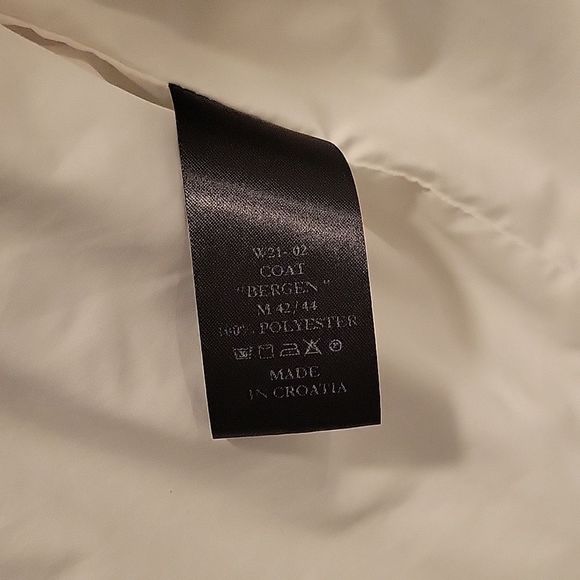 W21-02
COAT
"BERGEN"
M 42/44
100% POLYESTER
MADE
IN CROATIA